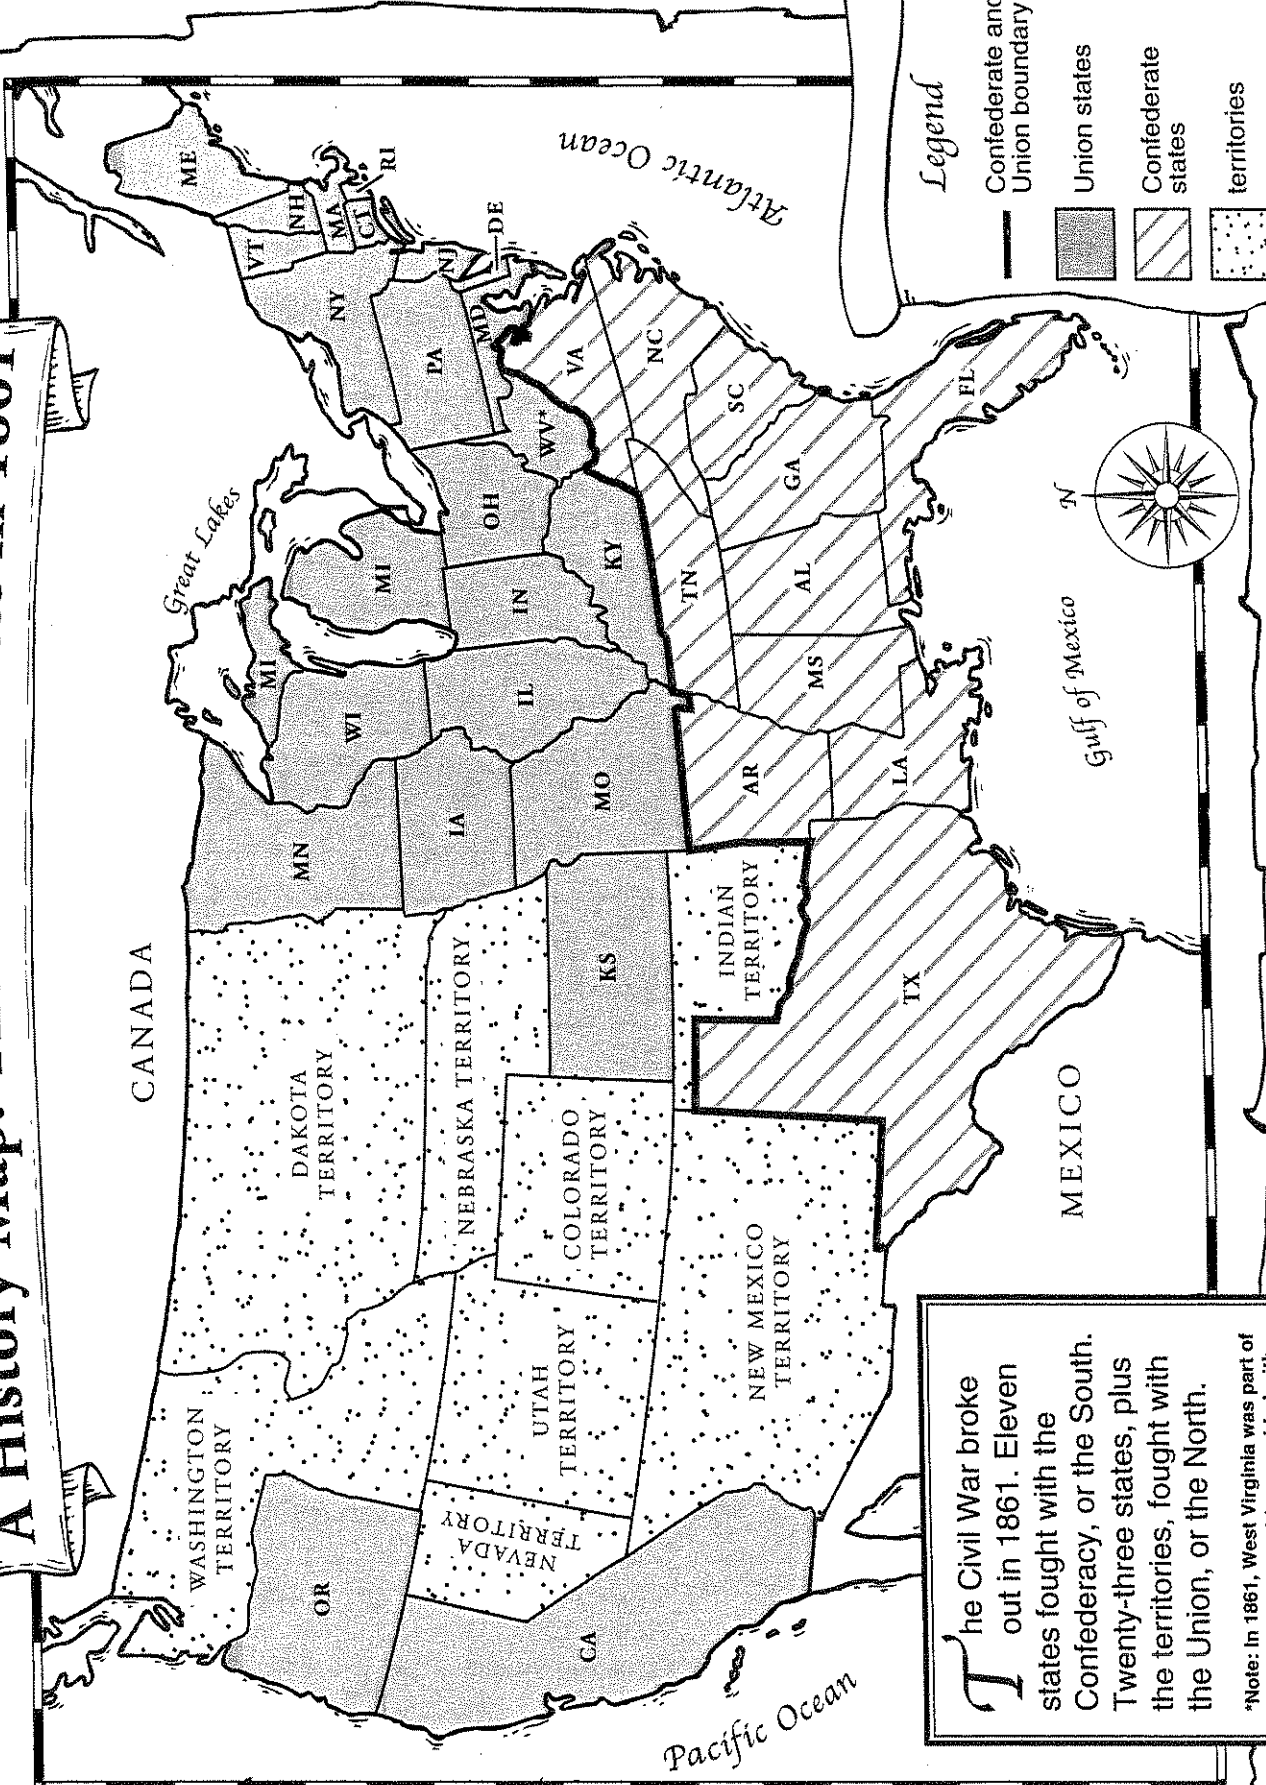 A History Map:
CANADA
Great Lakes
WASHINGTON
TERRITORY
DAKOTA
TERRITORY
MN
WI
MI
MI
ME
VT
NH
MA
CT
RI
NY
OR
NEBRASKA TERRITORY
IA
IL
IN
OH
PA
NJ
DE
MD
NEVADA
TERRITORY
UTAH
TERRITORY
COLORADO
TERRITORY
KS
MO
KY
WV*
VA
CA
NEW MEXICO
TERRITORY
INDIAN
TERRITORY
AR
TN
NC
SC
TX
LA
MS
AL
GA
FL
Pacific Ocean
Atlantic Ocean
MEXICO
Gulf of Mexico
N
The Civil War broke
out in 1861. Eleven
states fought with the
Confederacy, or the South.
Twenty-three states, plus
the territories, fought with
the Union, or the North.
*Note: In 1861, West Virginia was part of
Legend
Confederate and
Union boundary
Union states
Confederate
states
territories